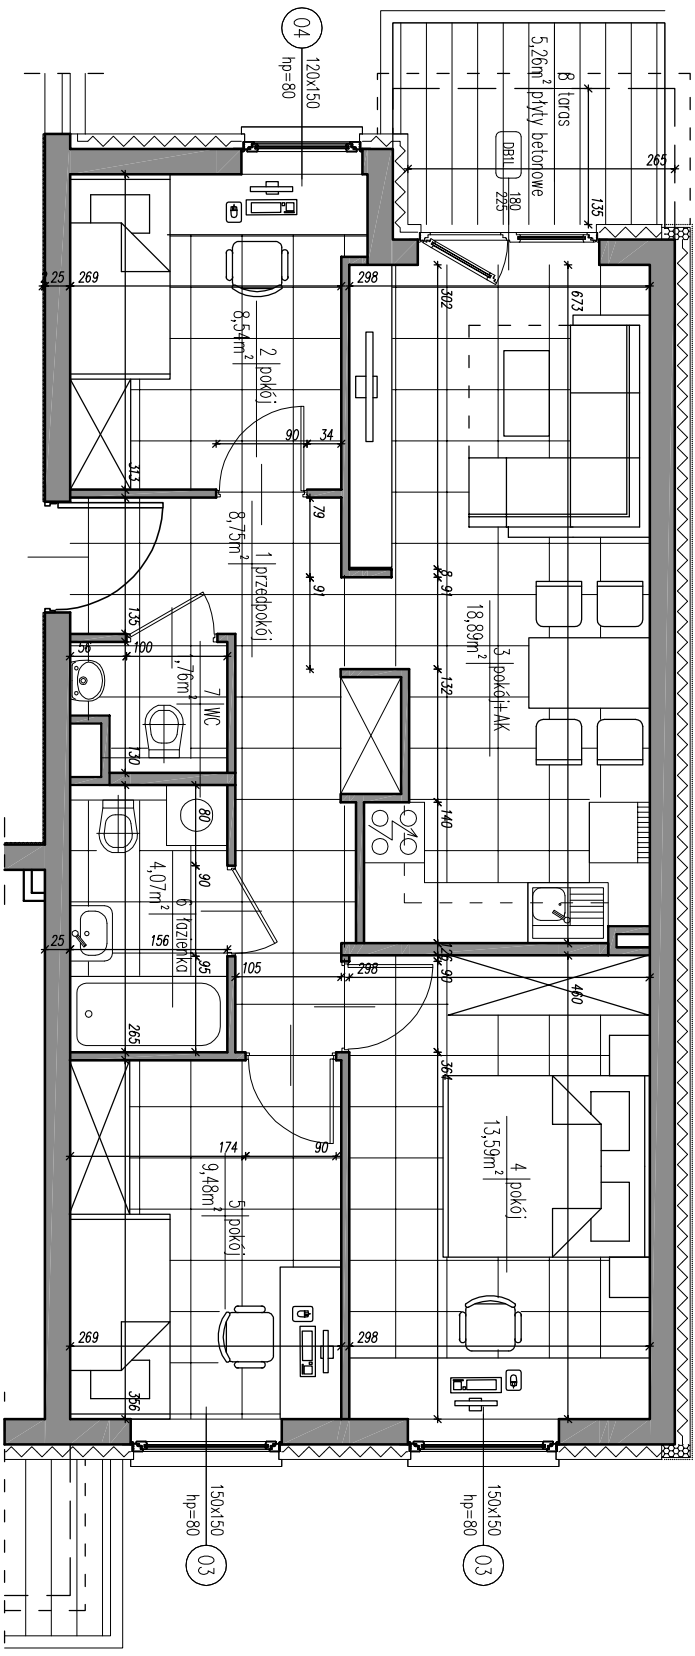 04
120x150
hp=80
8 taras
5,26m² płyty betonowe
DB1L
180
225
265
135
2 pokój
8,54m²
269
25
298
302
673
90
34
313
79
1 przedpokój
8,75m²
91
8
91
3 pokój+AK
18,89m²
132
140
135
56
100
7 WC
1,76m²
130
80
90
6 łazienka
4,07m²
25
156
95
265
105
298
126
90
460
364
4 pokój
13,59m²
174
90
5 pokój
9,48m²
269
298
356
150x150
hp=80
03
150x150
hp=80
03